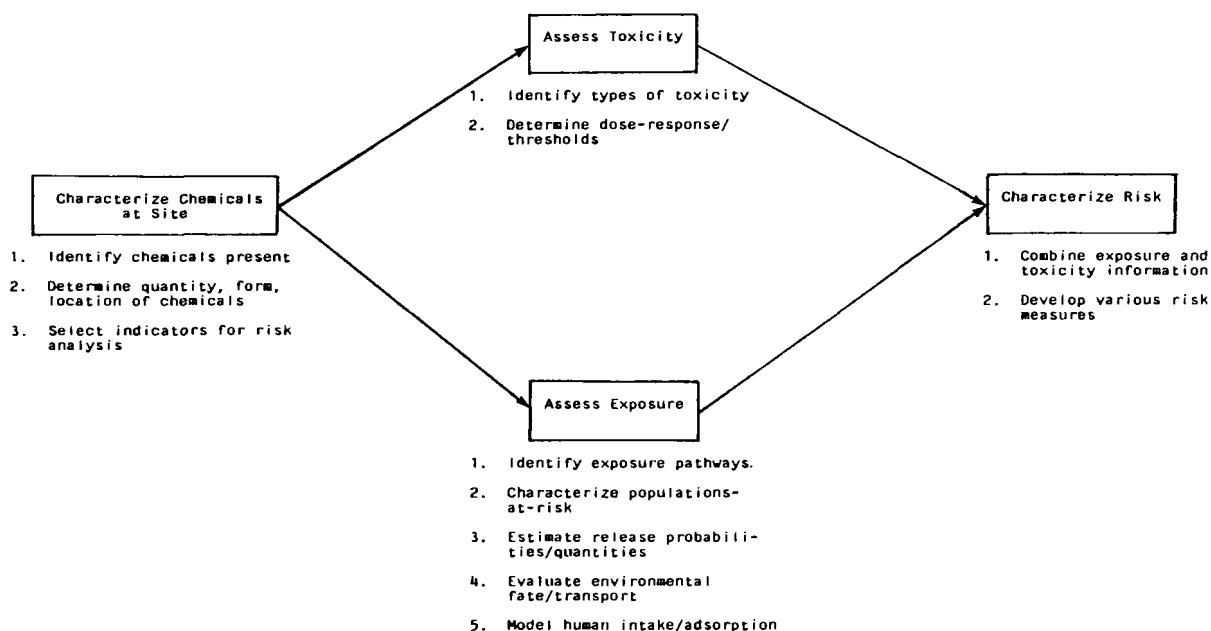 Assess Toxicity
1. Identify types of toxicity
2. Determine dose-response/
thresholds
Characterize Chemicals
at Site
1. Identify chemicals present
2. Determine quantity, form,
location of chemicals
3. Select indicators for risk
analysis
Characterize Risk
1. Combine exposure and
toxicity information
2. Develop various risk
measures
Assess Exposure
1. Identify exposure pathways.
2. Characterize populations-
at-risk
3. Estimate release probabili-
ties/quantities
4. Evaluate environmental
fate/transport
5. Model human intake/adsorption